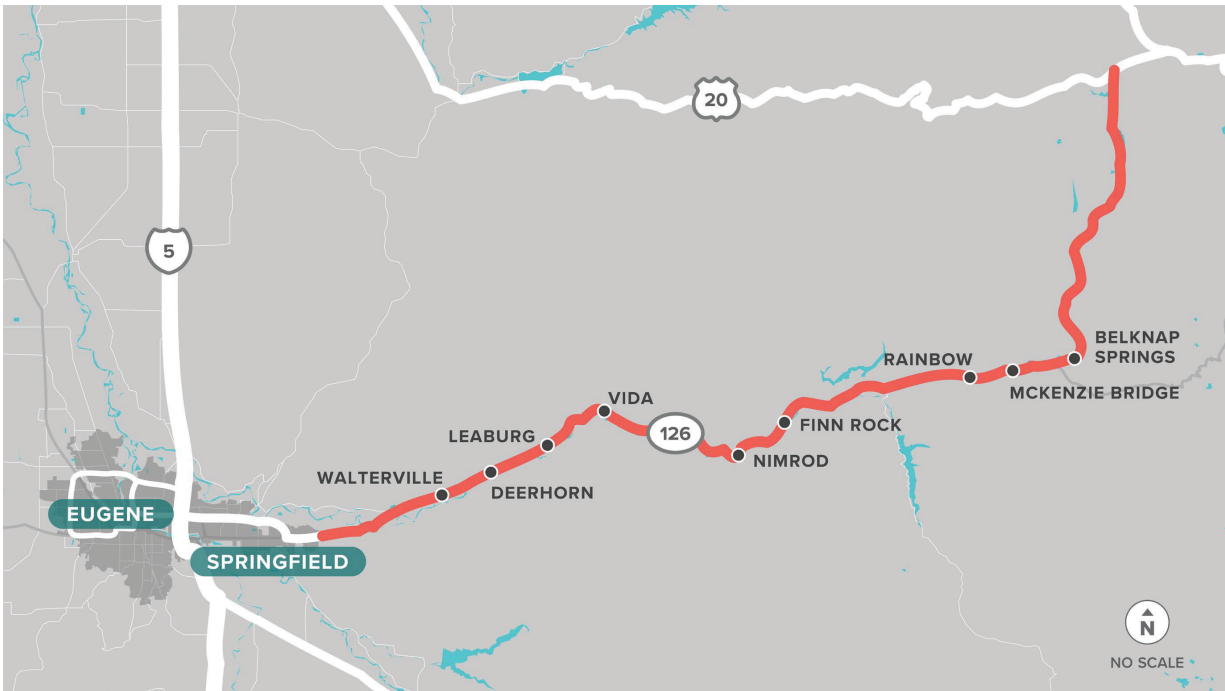 20
5
BELKNAP
SPRINGS
RAINBOW
MCKENZIE BRIDGE
VIDA
FINN ROCK
126
LEABURG
NIMROD
WALTERVILLE
DEERHORN
EUGENE
SPRINGFIELD
N
NO SCALE